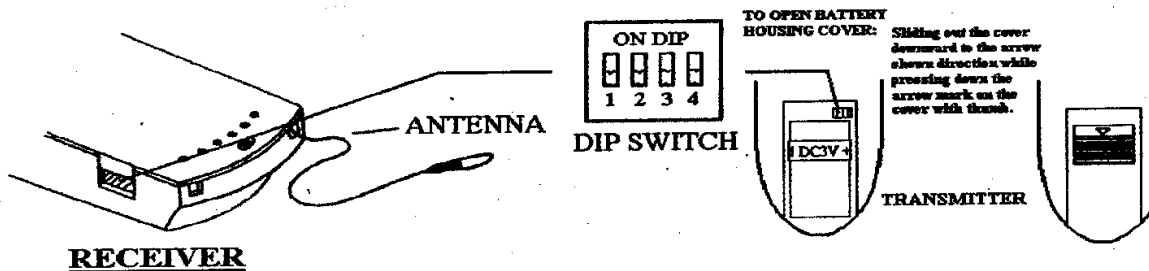 ANTENNA
RECEIVER
ON DIP
1 2 3 4
DIP SWITCH
TO OPEN BATTERY
HOUSING COVER:
Sliding out the cover
downward to the arrow
shown direction while
pressing down the
arrow mark on the
cover with thumb.
DC3V +
TRANSMITTER